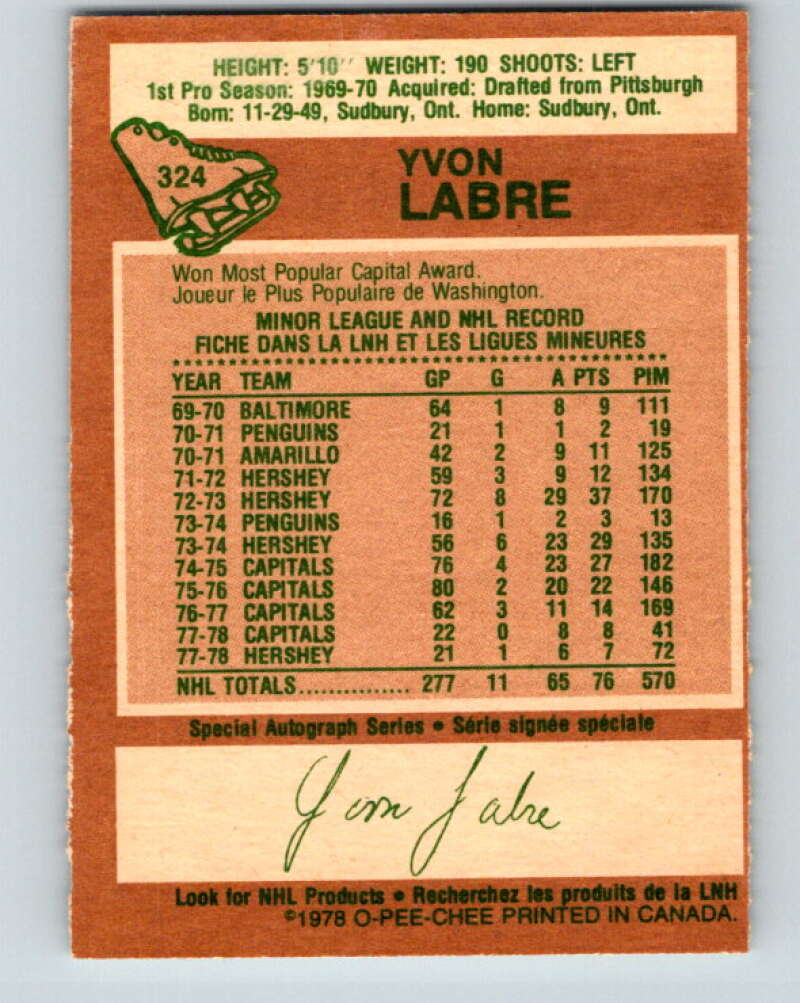 HEIGHT: 5'10'' WEIGHT: 190 SHOOTS: LEFT
1st Pro Season: 1969-70 Acquired: Drafted from Pittsburgh
Born: 11-29-49, Sudbury, Ont. Home: Sudbury, Ont.
324
YVON
LABRE
Won Most Popular Capital Award.
Joueur le Plus Populaire de Washington.
MINOR LEAGUE AND NHL RECORD
FICHE DANS LA LNH ET LES LIGUES MINEURES
YEAR TEAM GP G A PTS PIM
69-70 BALTIMORE 64 1 8 9 111
70-71 PENGUINS 21 1 1 2 19
70-71 AMARILLO 42 2 9 11 125
71-72 HERSHEY 59 3 9 12 134
72-73 HERSHEY 72 8 29 37 170
73-74 PENGUINS 16 1 2 3 13
73-74 HERSHEY 56 6 23 29 135
74-75 CAPITALS 76 4 23 27 182
75-76 CAPITALS 80 2 20 22 146
76-77 CAPITALS 62 3 11 14 169
77-78 CAPITALS 22 0 8 8 41
77-78 HERSHEY 21 1 6 7 72
NHL TOTALS............... 277 11 65 76 570
Special Autograph Series • Série signée spéciale
Yvon Labre
Look for NHL Products • Recherchez les produits de la LNH
©1978 O-PEE-CHEE PRINTED IN CANADA.